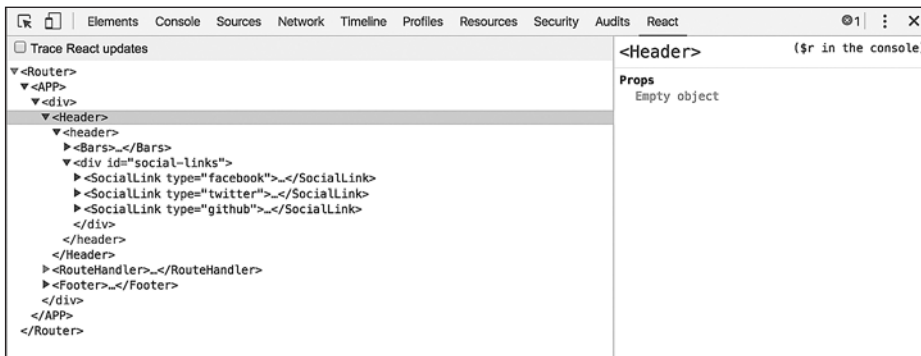 Elements Console Sources Network Timeline Profiles Resources Security Audits React 1
Trace React updates
<Router>
<APP>
<div>
<Header>
<header>
<Bars>…</Bars>
<div id="social-links">
<SocialLink type="facebook">…</SocialLink>
<SocialLink type="twitter">…</SocialLink>
<SocialLink type="github">…</SocialLink>
</div>
</header>
</Header>
<RouteHandler>…</RouteHandler>
<Footer>…</Footer>
</div>
</APP>
</Router>
<Header> ($r in the console)
Props
Empty object